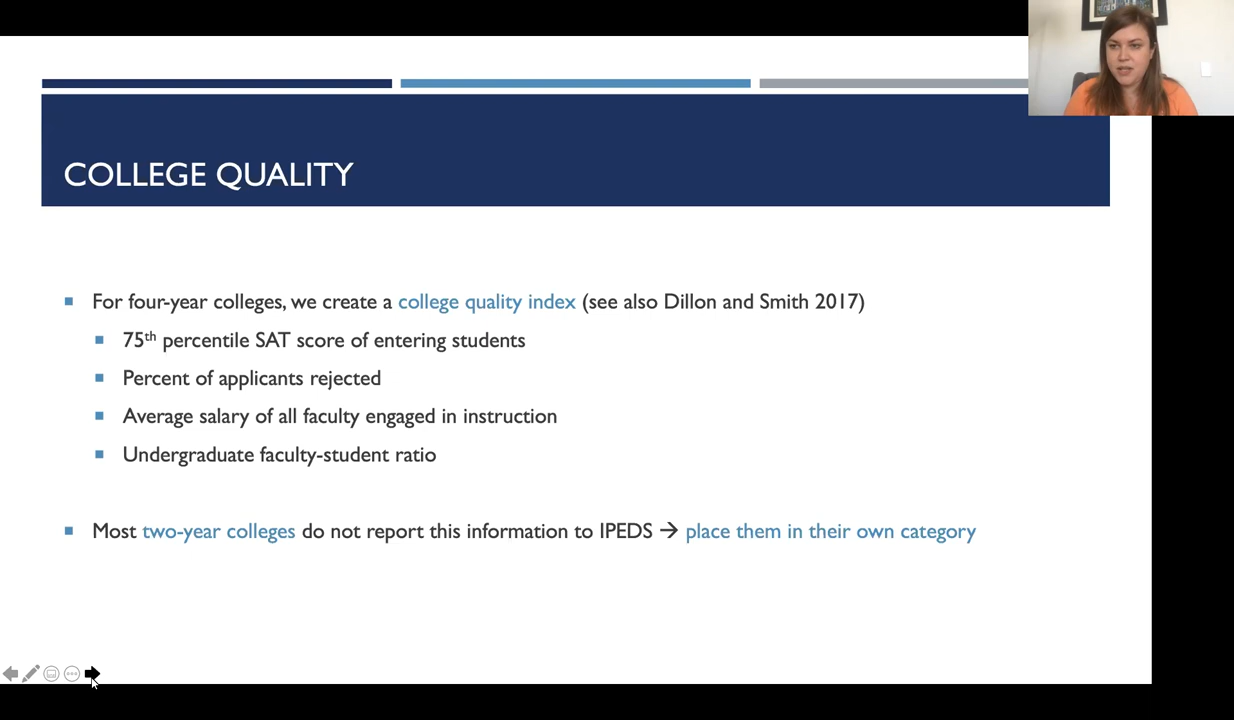 COLLEGE QUALITY
For four-year colleges, we create a college quality index (see also Dillon and Smith 2017)
75th percentile SAT score of entering students
Percent of applicants rejected
Average salary of all faculty engaged in instruction
Undergraduate faculty-student ratio
Most two-year colleges do not report this information to IPEDS → place them in their own category